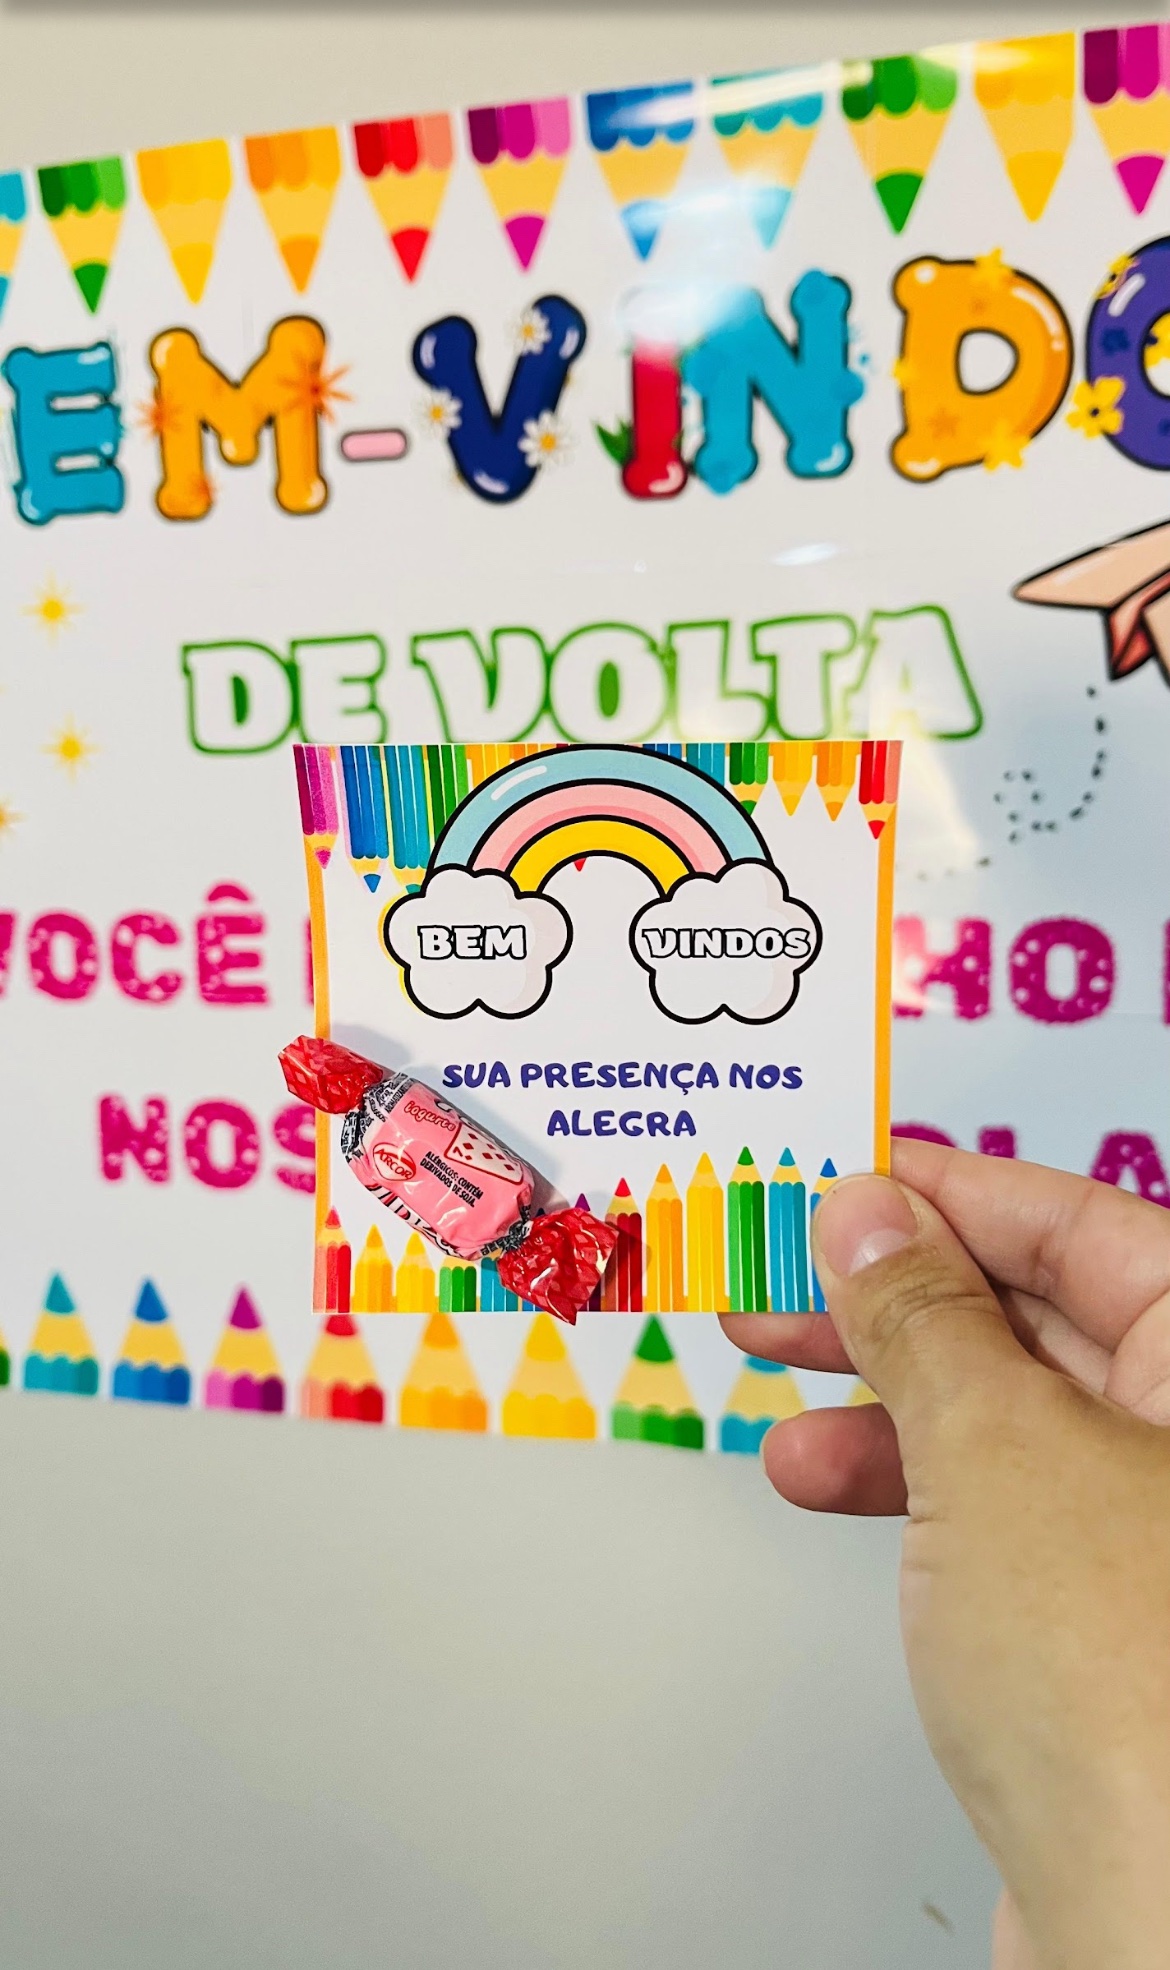 EM-VINDO
DE VOLTA
VOCÊ
HO
NOS
BEM VINDOS
SUA PRESENÇA NOS
ALEGRA
iogurte
7
ARCOR
ALÉRGICOS: CONTÉM
DERIVADOS DE SOJA.